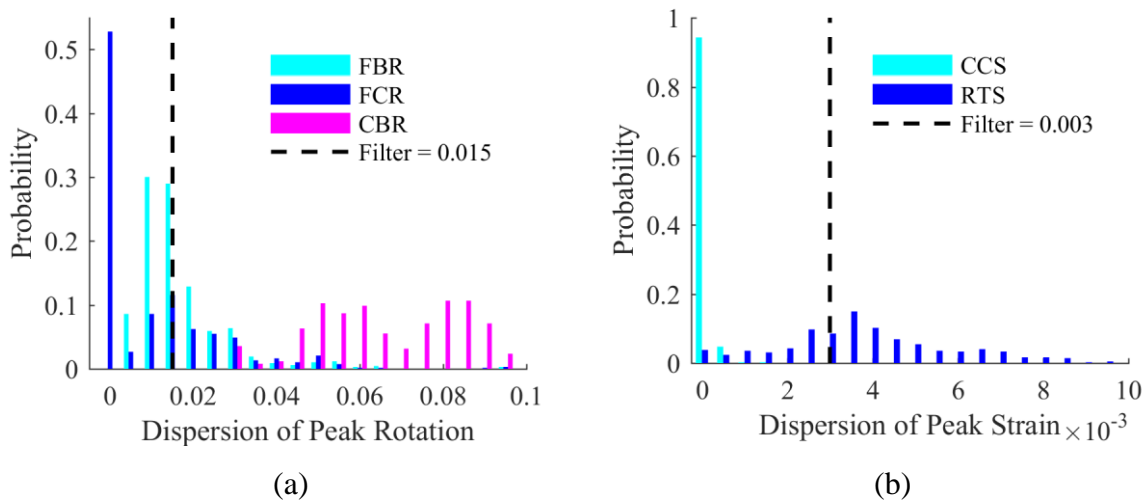 0.5
0.4
0.3
0.2
0.1
0
Probability
FBR
FCR
CBR
Filter = 0.015
0 0.02 0.04 0.06 0.08 0.1
Dispersion of Peak Rotation
(a)
1
0.8
0.6
0.4
0.2
0
Probability
CCS
RTS
Filter = 0.003
0 2 4 6 8 10
Dispersion of Peak Strain ×10⁻³
(b)